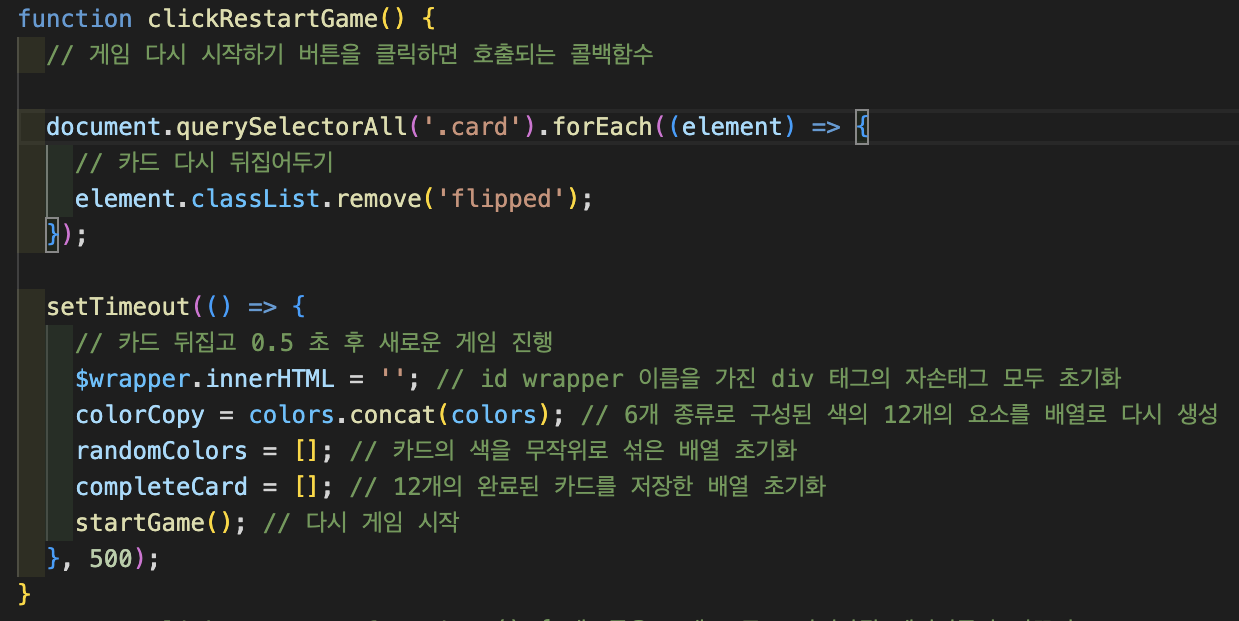 function clickRestartGame() {
// 게임 다시 시작하기 버튼을 클릭하면 호출되는 콜백함수
document.querySelectorAll('.card').forEach((element) => {
// 카드 다시 뒤집어두기
element.classList.remove('flipped');
});
setTimeout(() => {
// 카드 뒤집고 0.5 초 후 새로운 게임 진행
$wrapper.innerHTML = ''; // id wrapper 이름을 가진 div 태그의 자손태그 모두 초기화
colorCopy = colors.concat(colors); // 6개 종류로 구성된 색의 12개의 요소를 배열로 다시 생성
randomColors = []; // 카드의 색을 무작위로 섞은 배열 초기화
completeCard = []; // 12개의 완료된 카드를 저장한 배열 초기화
startGame(); // 다시 게임 시작
}, 500);
}